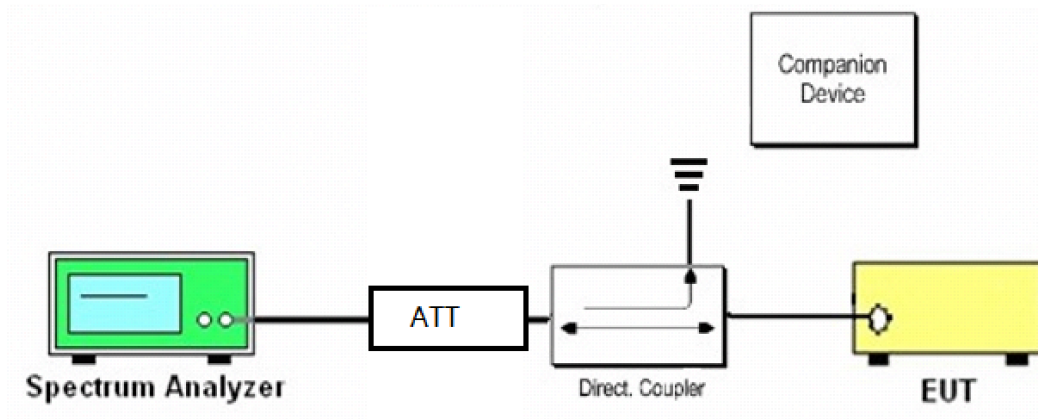 Companion
Device
ATT
Spectrum Analyzer
Direct. Coupler
EUT